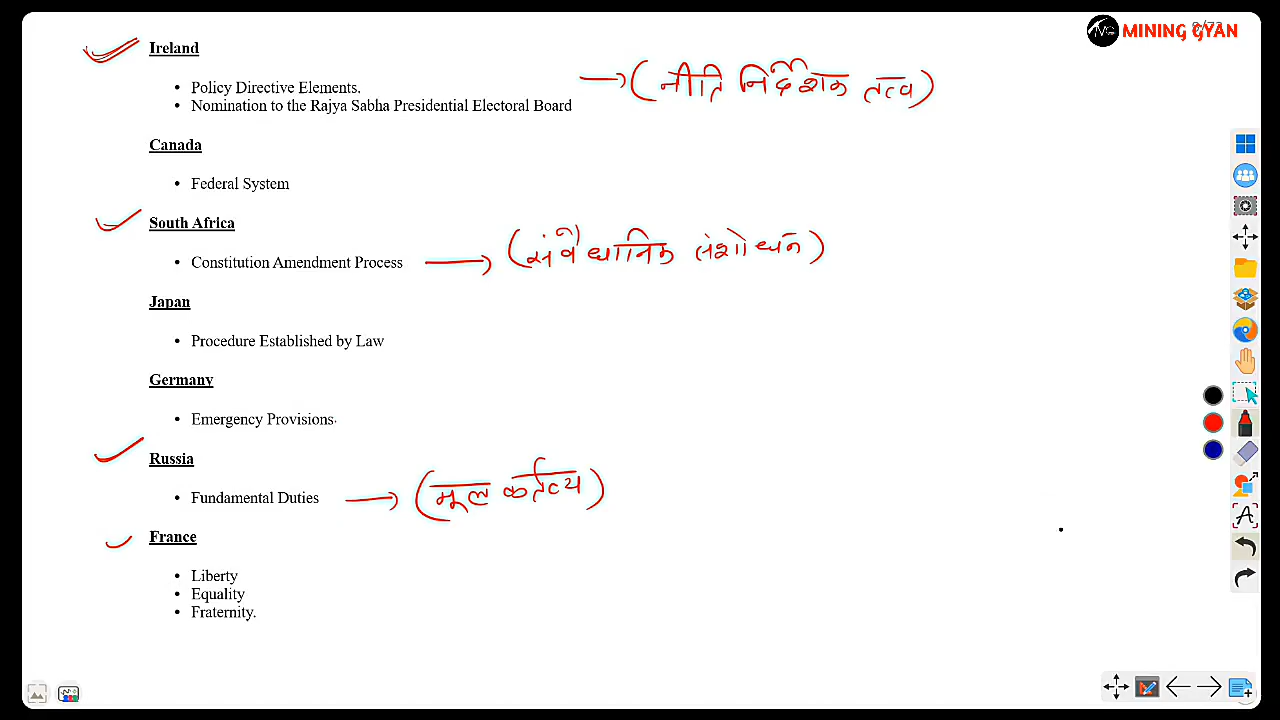 MINING GYAN
Ireland
• Policy Directive Elements.
→ (नीति निर्देशक तत्व)
• Nomination to the Rajya Sabha Presidential Electoral Board
Canada
• Federal System
South Africa
• Constitution Amendment Process → (संवैधानिक संशोधन)
Japan
• Procedure Established by Law
Germany
• Emergency Provisions.
Russia
• Fundamental Duties → (मूल कर्तव्य)
France
• Liberty
• Equality
• Fraternity.